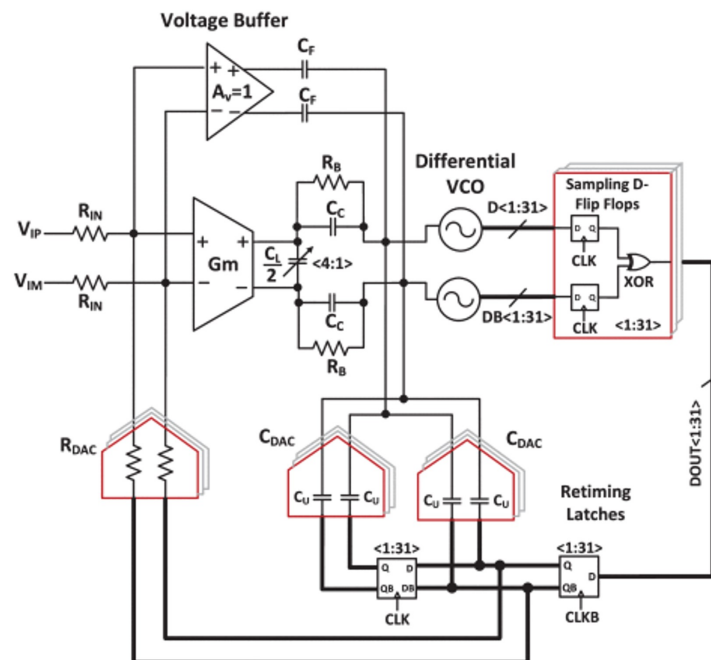 Voltage Buffer
C_F
+ +
A_v=1
- -
C_F
R_B
Differential
VCO
Sampling D-
Flip Flops
R_IN
C_C
D<1:31>
D Q
V_IP
+ +
Gm
C_L
2
<4:1>
CLK
XOR
V_IM
- -
R_IN
C_C
DB<1:31>
D Q
CLK
<1:31>
R_B
DOUT<1:31>
R_DAC
C_DAC
C_DAC
C_U C_U
C_U C_U
Retiming
Latches
<1:31>
<1:31>
Q D
QB DB
CLK
Q
QB
D
CLKB